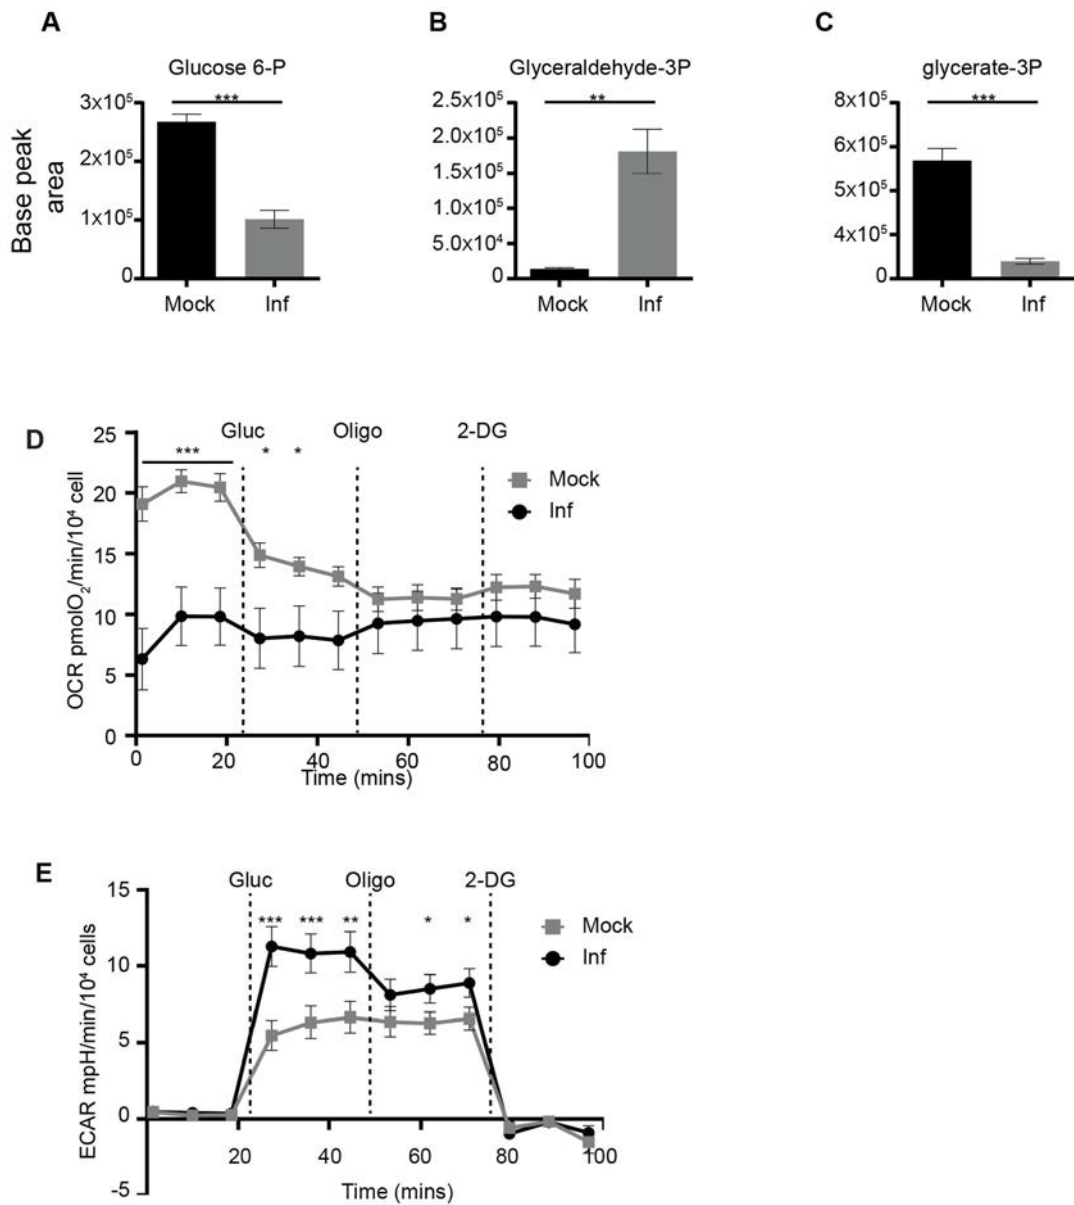 A
B
C
Glucose 6-P
Glyceraldehyde-3P
glycerate-3P
Base peak
area
3x10⁵
2x10⁵
1x10⁵
0
***
Mock
Inf
2.5x10⁵
2.0x10⁵
1.5x10⁵
1.0x10⁵
5.0x10⁴
0
**
Mock
Inf
8x10⁵
6x10⁵
5x10⁵
4x10⁵
0
***
Mock
Inf
D
Gluc
Oligo
2-DG
***
*
*
Mock
Inf
OCR pmolO₂/min/10⁴ cell
25
20
15
10
5
0
0
20
40
60
80
100
Time (mins)
E
Gluc
Oligo
2-DG
***
***
**
*
*
Mock
Inf
ECAR mpH/min/10⁴ cells
15
10
5
0
-5
20
40
60
80
100
Time (mins)